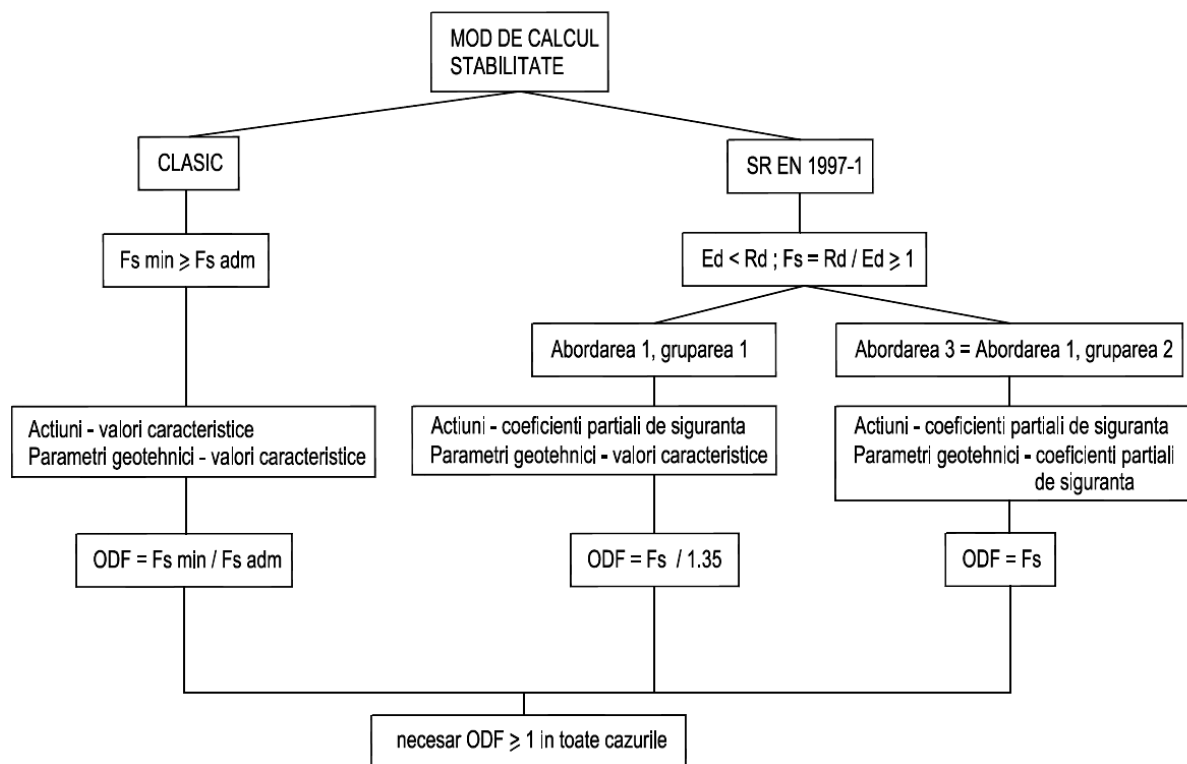 MOD DE CALCUL
STABILITATE
CLASIC
SR EN 1997-1
Fs min ⩾ Fs adm
Ed < Rd ; Fs = Rd / Ed ⩾ 1
Abordarea 1, gruparea 1
Abordarea 3 = Abordarea 1, gruparea 2
Actiuni - valori caracteristice
Parametri geotehnici - valori caracteristice
Actiuni - coeficienti partiali de siguranta
Parametri geotehnici - valori caracteristice
Actiuni - coeficienti partiali de siguranta
Parametri geotehnici - coeficienti partiali
de siguranta
ODF = Fs min / Fs adm
ODF = Fs / 1.35
ODF = Fs
necesar ODF ⩾ 1 in toate cazurile